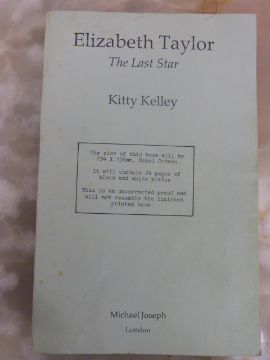 Elizabeth Taylor
The Last Star
Kitty Kelley
The size of this book will be
234 X 156mm, Royal Octavo
It will contain 24 pages of
black and white plates
This is an uncorrected proof and
will not resemble the finished
printed book
Michael Joseph
London